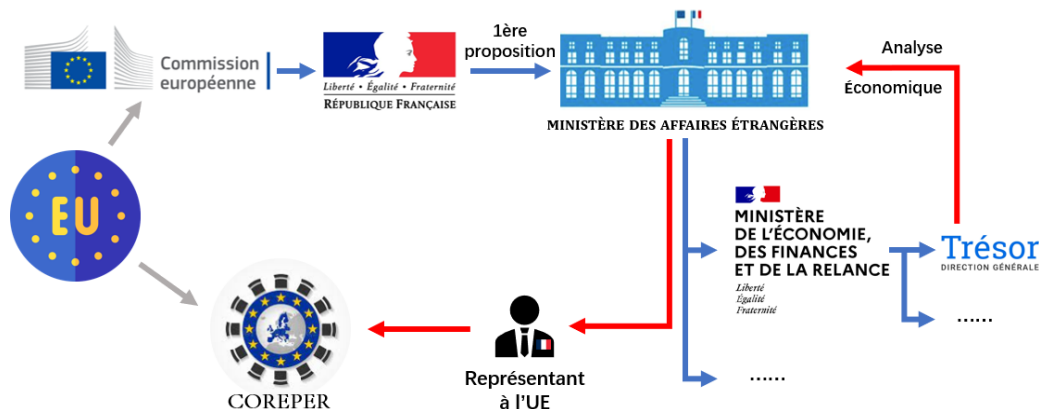 Commission
européenne
Liberté • Égalité • Fraternité
RÉPUBLIQUE FRANÇAISE
1ère
proposition
MINISTÈRE DES AFFAIRES ÉTRANGÈRES
Analyse
Économique
EU
MINISTÈRE
DE L'ÉCONOMIE,
DES FINANCES
ET DE LA RELANCE
Liberté
Égalité
Fraternité
Trésor
DIRECTION GÉNÉRALE
......
COREPER
Représentant
à l'UE
......